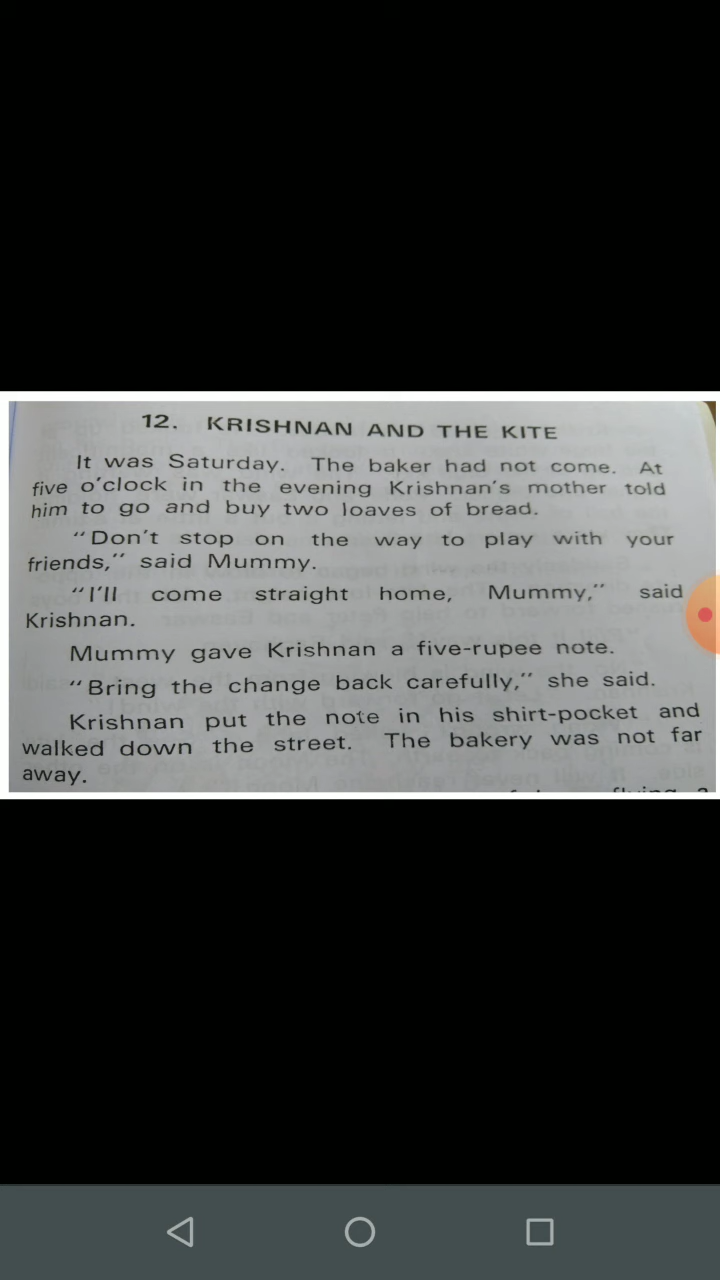 12. KRISHNAN AND THE KITE
It was Saturday. The baker had not come. At
five o'clock in the evening Krishnan's mother told
him to go and buy two loaves of bread.
"Don't stop on the way to play with your
friends," said Mummy.
"I'll come straight home, Mummy," said
Krishnan.
Mummy gave Krishnan a five-rupee note.
"Bring the change back carefully," she said.
Krishnan put the note in his shirt-pocket and
walked down the street. The bakery was not far
away.